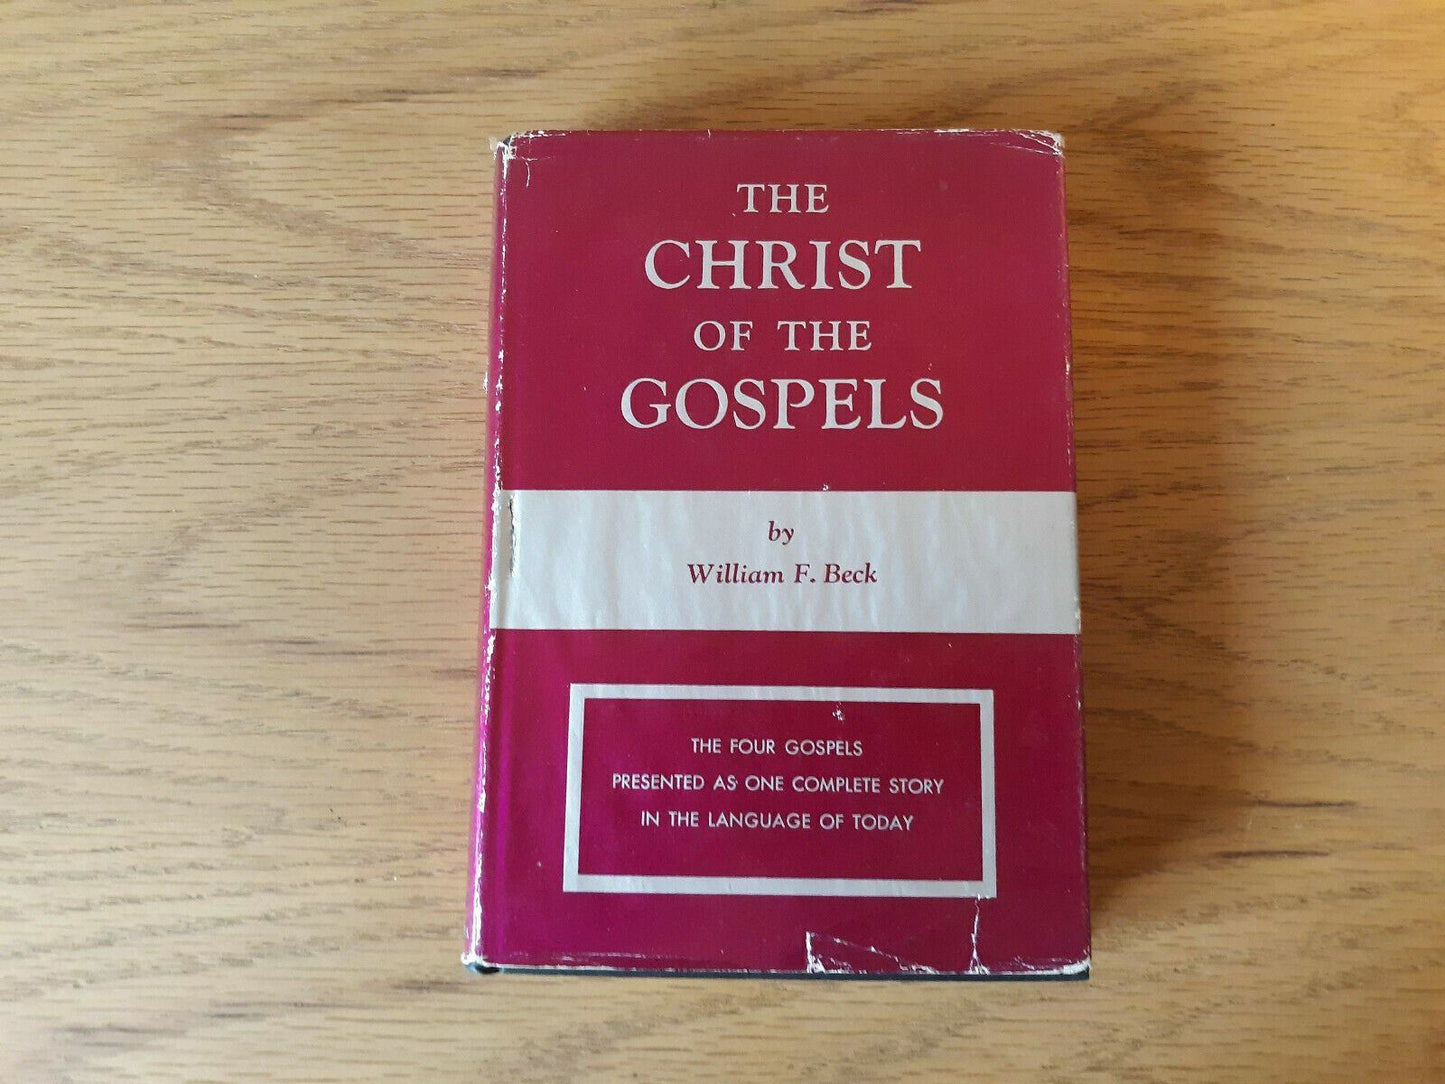 THE
CHRIST
OF THE
GOSPELS
by
William F. Beck
THE FOUR GOSPELS
PRESENTED AS ONE COMPLETE STORY
IN THE LANGUAGE OF TODAY